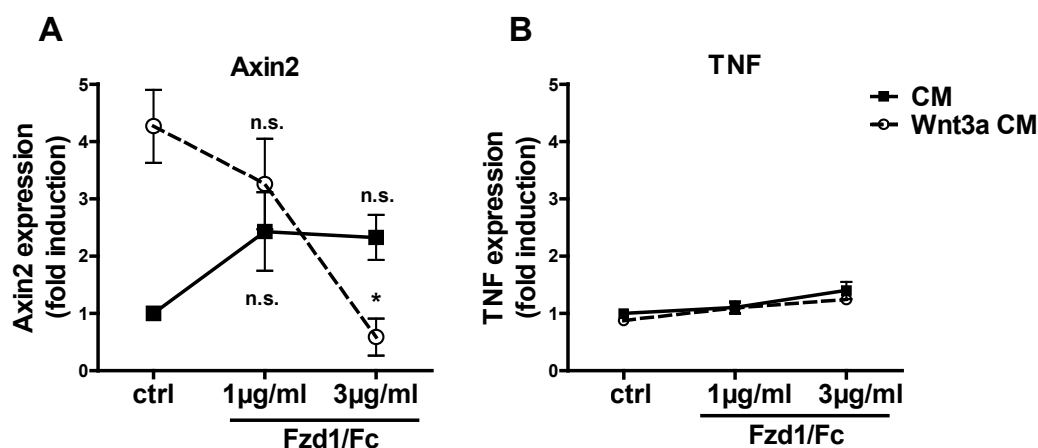 A
Axin2
Axin2 expression
(fold induction)
5
4
3
2
1
0
n.s.
n.s.
n.s.
*
ctrl
1µg/ml
3µg/ml
Fzd1/Fc
B
TNF
TNF expression
(fold induction)
5
4
3
2
1
0
ctrl
1µg/ml
3µg/ml
Fzd1/Fc
CM
Wnt3a CM